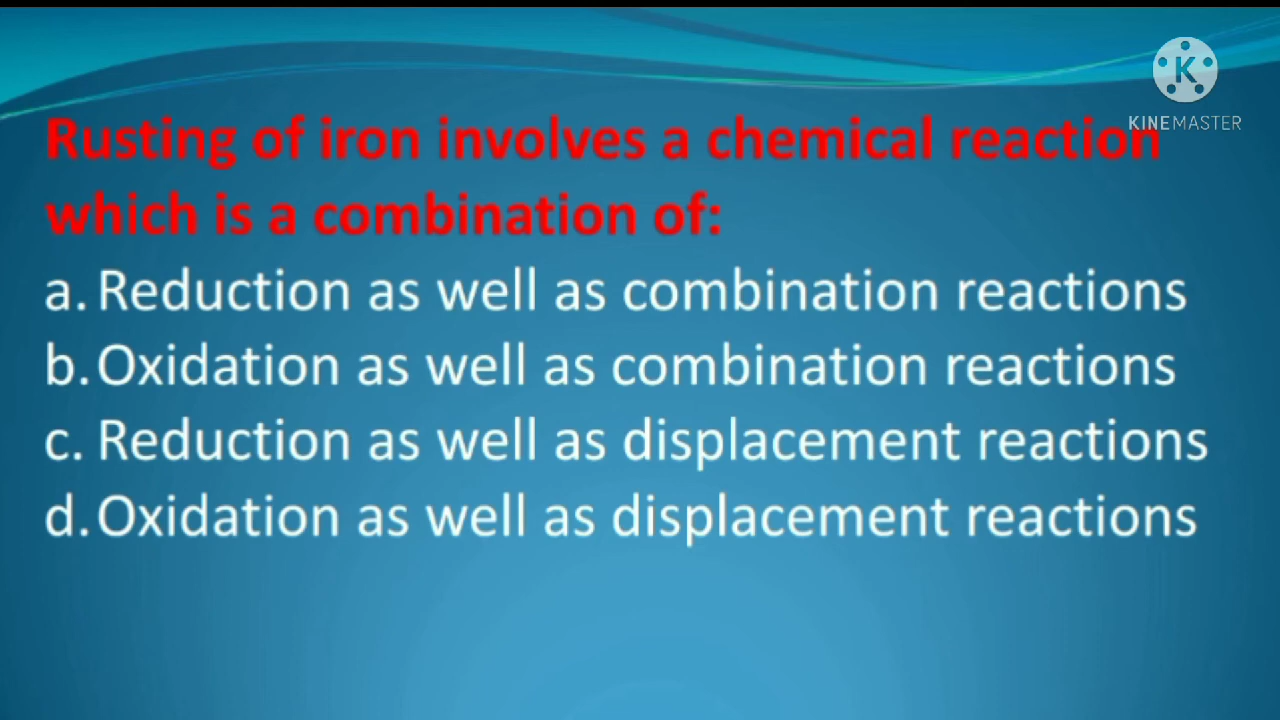 KINEMASTER
Rusting of iron involves a chemical reaction
which is a combination of:
a. Reduction as well as combination reactions
b. Oxidation as well as combination reactions
c. Reduction as well as displacement reactions
d. Oxidation as well as displacement reactions